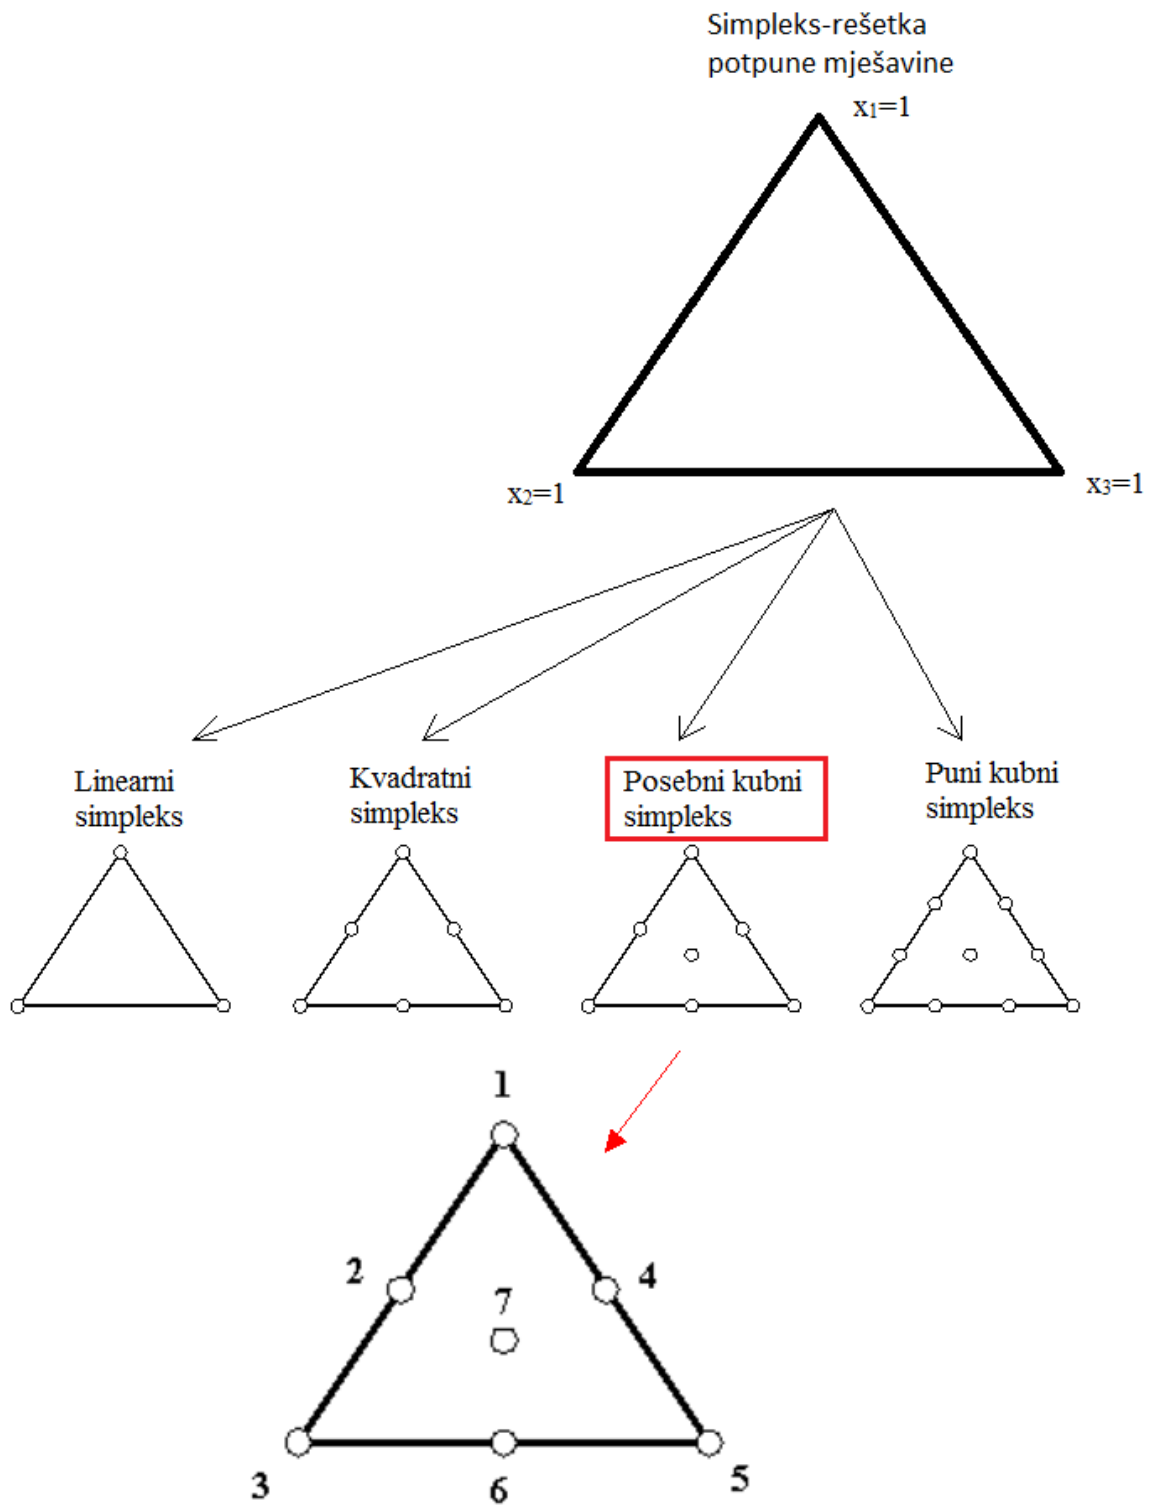 Simpleks-rešetka
potpune mješavine
x₁=1
x₂=1
x₃=1
Linearni
simpleks
Kvadratni
simpleks
Posebni kubni
simpleks
Puni kubni
simpleks
1
2
4
7
3
6
5